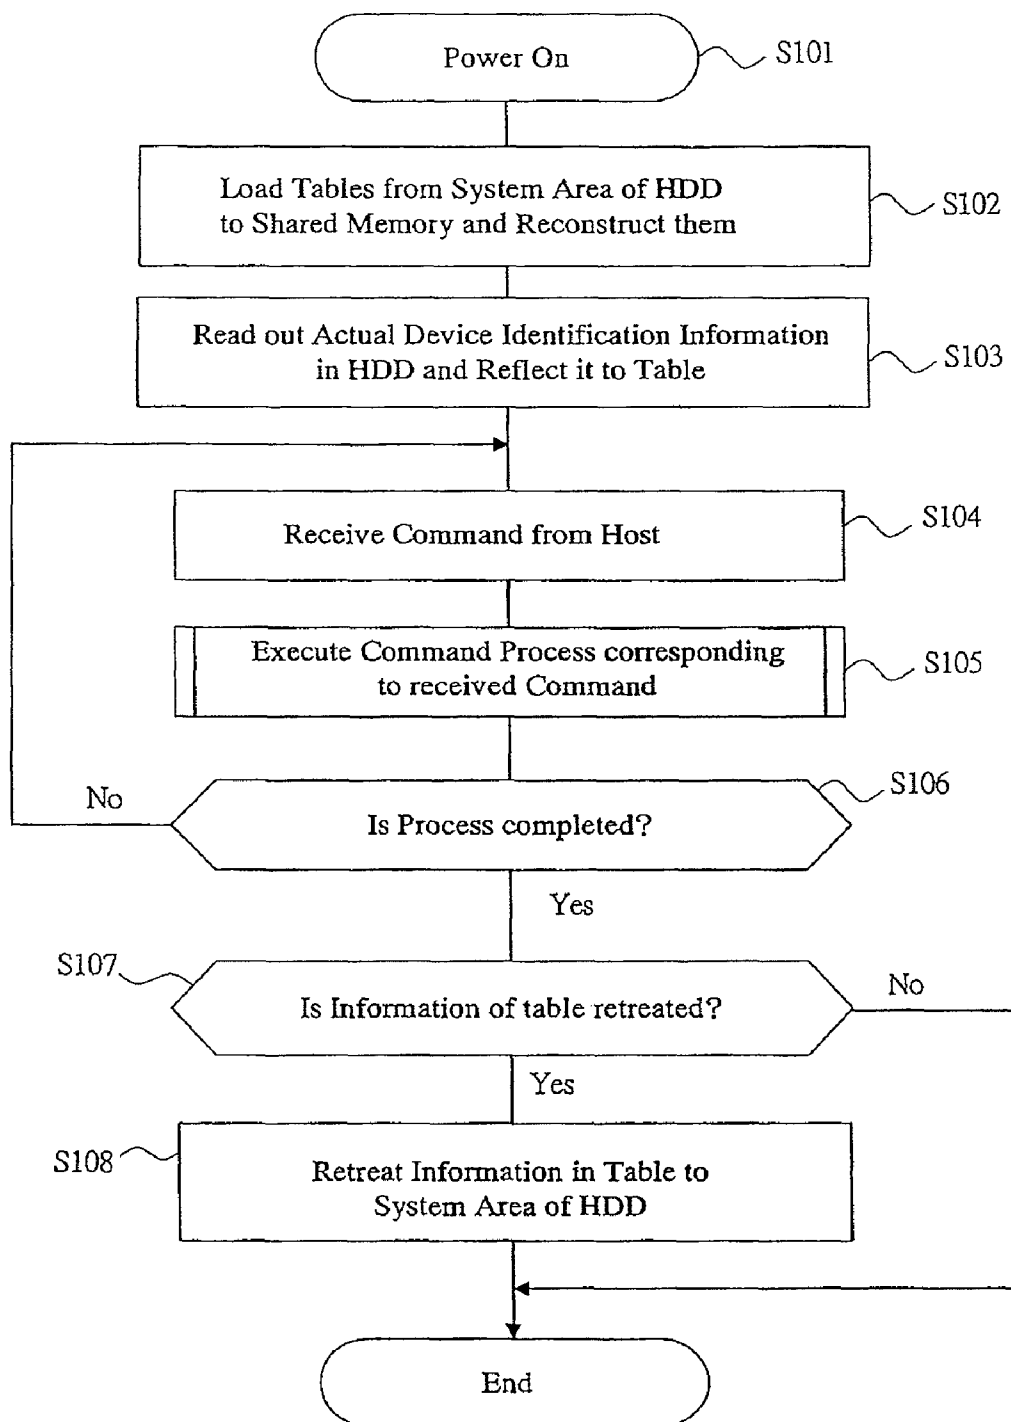 Power On
S101
Load Tables from System Area of HDD
to Shared Memory and Reconstruct them
S102
Read out Actual Device Identification Information
in HDD and Reflect it to Table
S103
Receive Command from Host
S104
Execute Command Process corresponding
to received Command
S105
S106
No
Is Process completed?
Yes
S107
Is Information of table retreated?
No
Yes
S108
Retreat Information in Table to
System Area of HDD
End